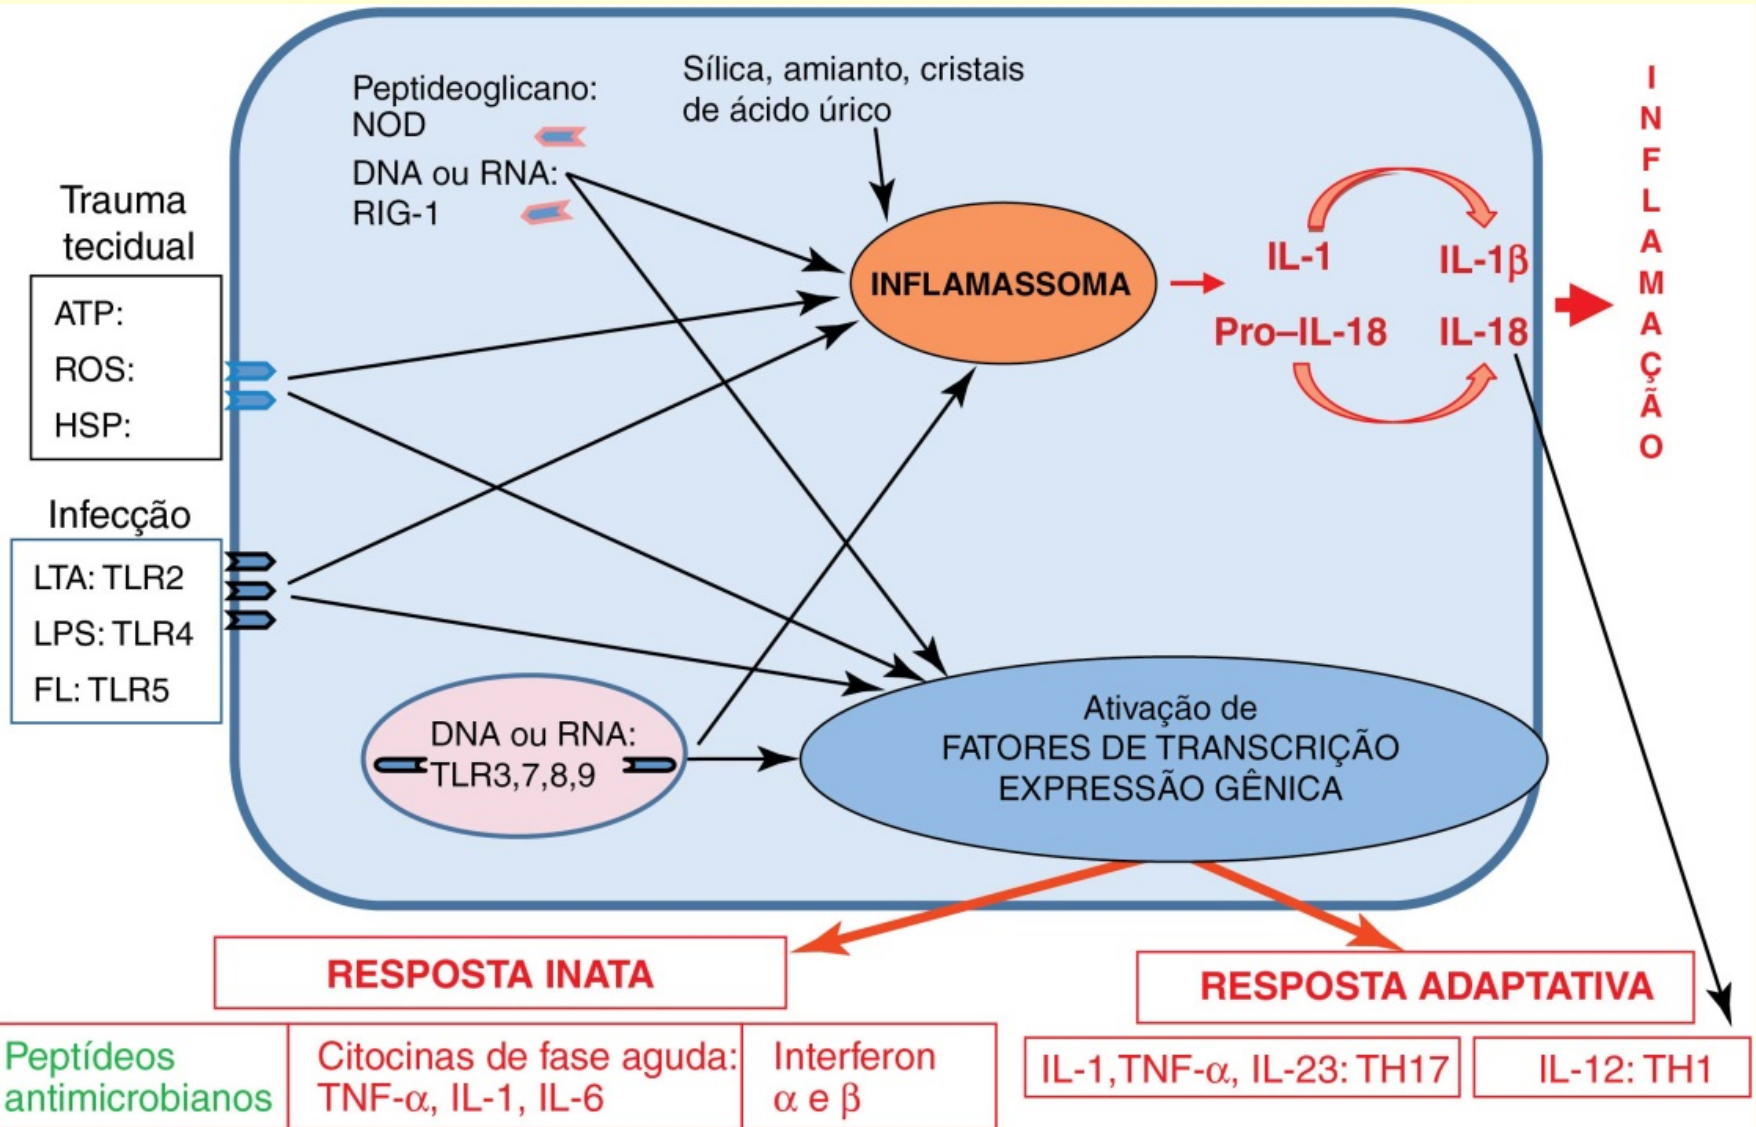 Peptideoglicano:
NOD
DNA ou RNA:
RIG-1
Sílica, amianto, cristais
de ácido úrico
Trauma
tecidual
ATP:
ROS:
HSP:
Infecção
LTA: TLR2
LPS: TLR4
FL: TLR5
INFLAMASSOMA
IL-1
IL-1β
Pro–IL-18
IL-18
INFLAMAÇÃO
DNA ou RNA:
TLR3,7,8,9
Ativação de
FATORES DE TRANSCRIÇÃO
EXPRESSÃO GÊNICA
RESPOSTA INATA
Peptídeos
antimicrobianos
Citocinas de fase aguda:
TNF-α, IL-1, IL-6
Interferon
α e β
RESPOSTA ADAPTATIVA
IL-1,TNF-α, IL-23: TH17
IL-12: TH1